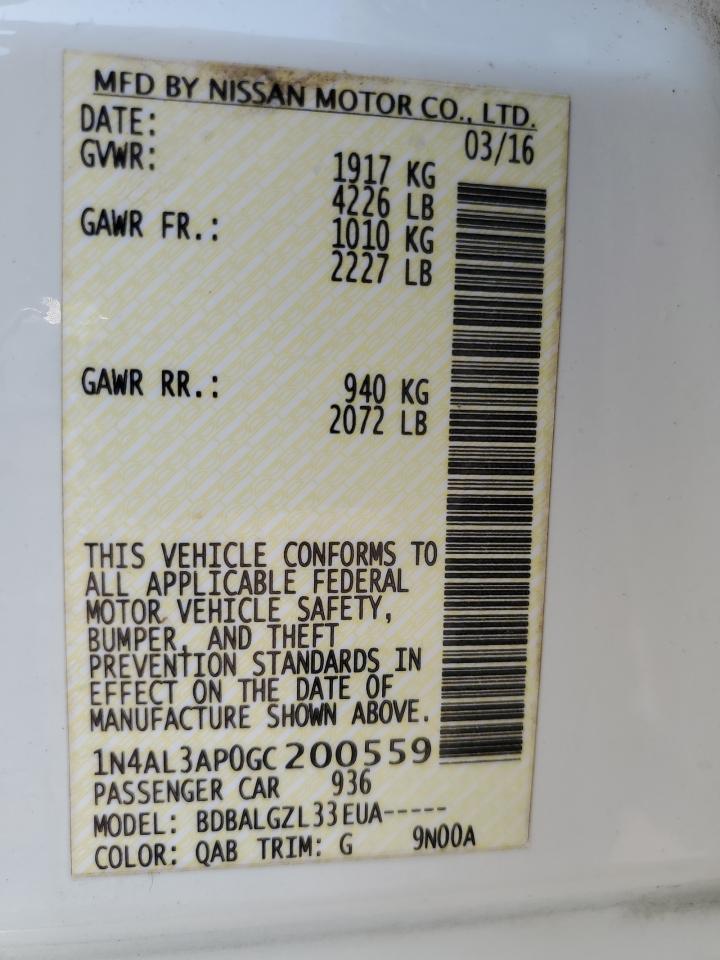 MFD BY NISSAN MOTOR CO., LTD.
DATE: 03/16
GVWR: 1917 KG
4226 LB
GAWR FR.: 1010 KG
2227 LB
GAWR RR.: 940 KG
2072 LB
THIS VEHICLE CONFORMS TO
ALL APPLICABLE FEDERAL
MOTOR VEHICLE SAFETY,
BUMPER, AND THEFT
PREVENTION STANDARDS IN
EFFECT ON THE DATE OF
MANUFACTURE SHOWN ABOVE.
1N4AL3AP0GC200559
PASSENGER CAR 936
MODEL: BDBALGZL33EUA-----
COLOR: QAB TRIM: G 9N00A